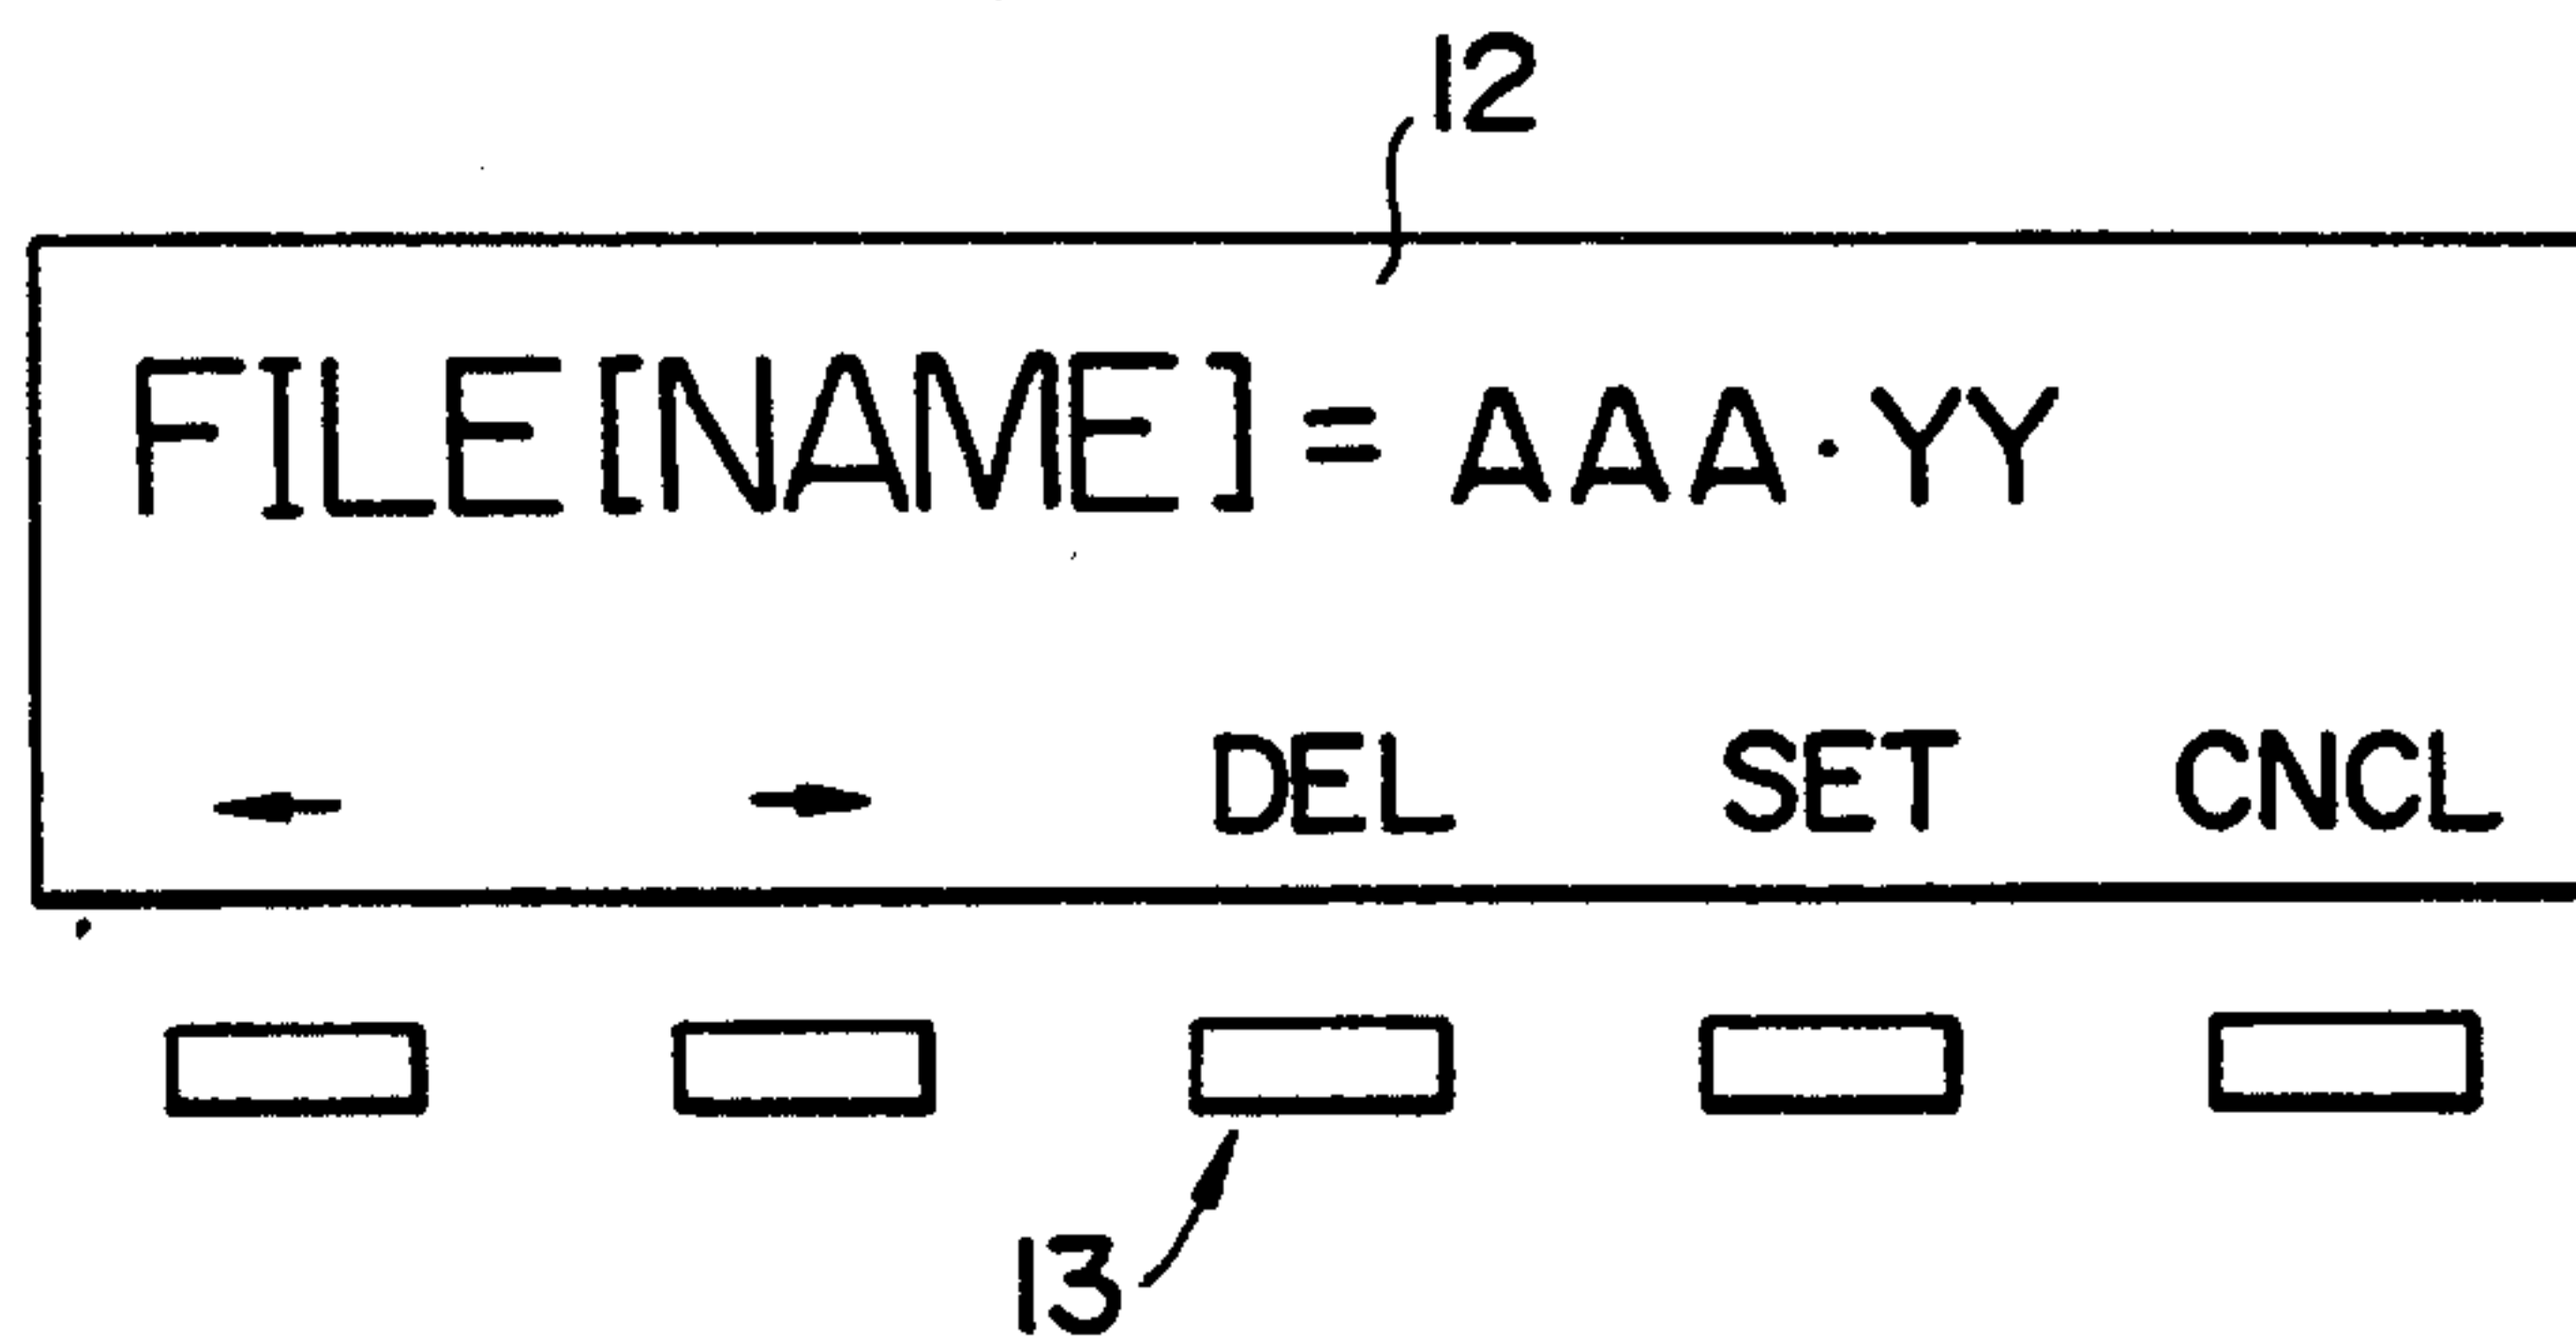 12
FILE[NAME]= AAA·YY
← → DEL SET CNCL
13